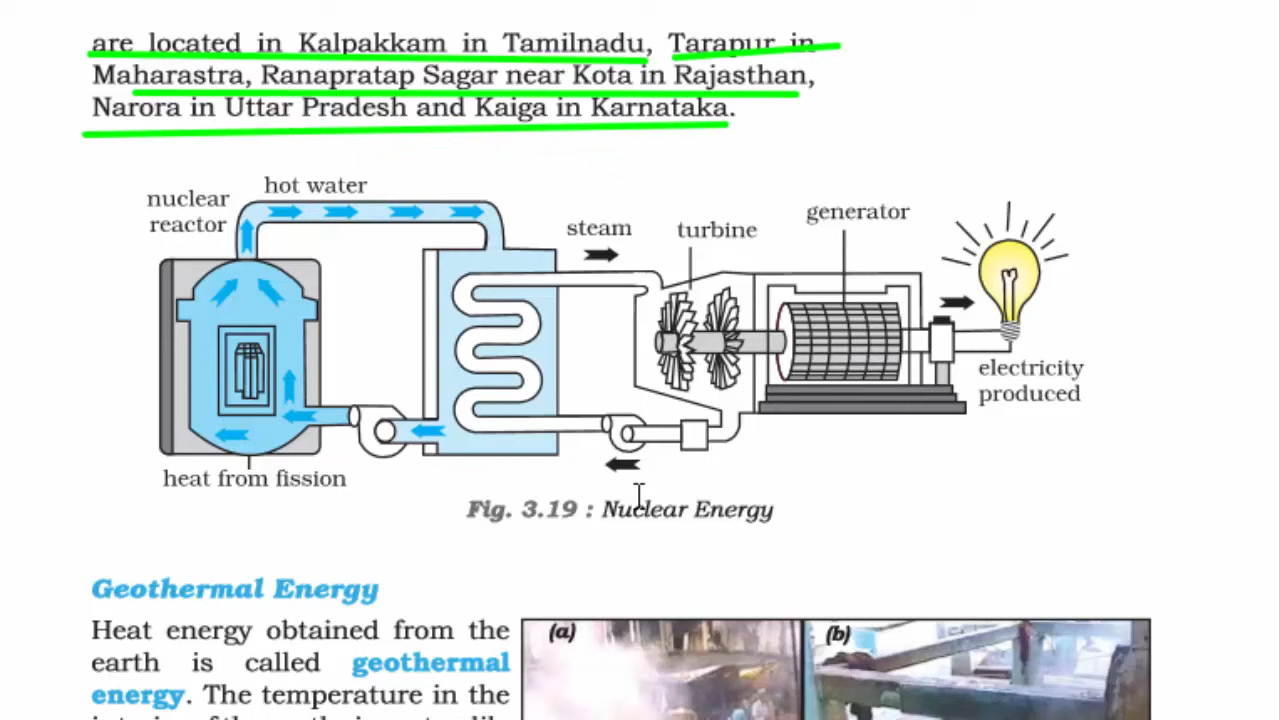 are located in Kalpakkam in Tamilnadu, Tarapur in
Maharastra, Ranapratap Sagar near Kota in Rajasthan,
Narora in Uttar Pradesh and Kaiga in Karnataka.
hot water
nuclear
reactor
steam
turbine
generator
electricity
produced
heat from fission
Fig. 3.19 : Nuclear Energy
Geothermal Energy
Heat energy obtained from the
earth is called geothermal
energy. The temperature in the
(a)
(b)